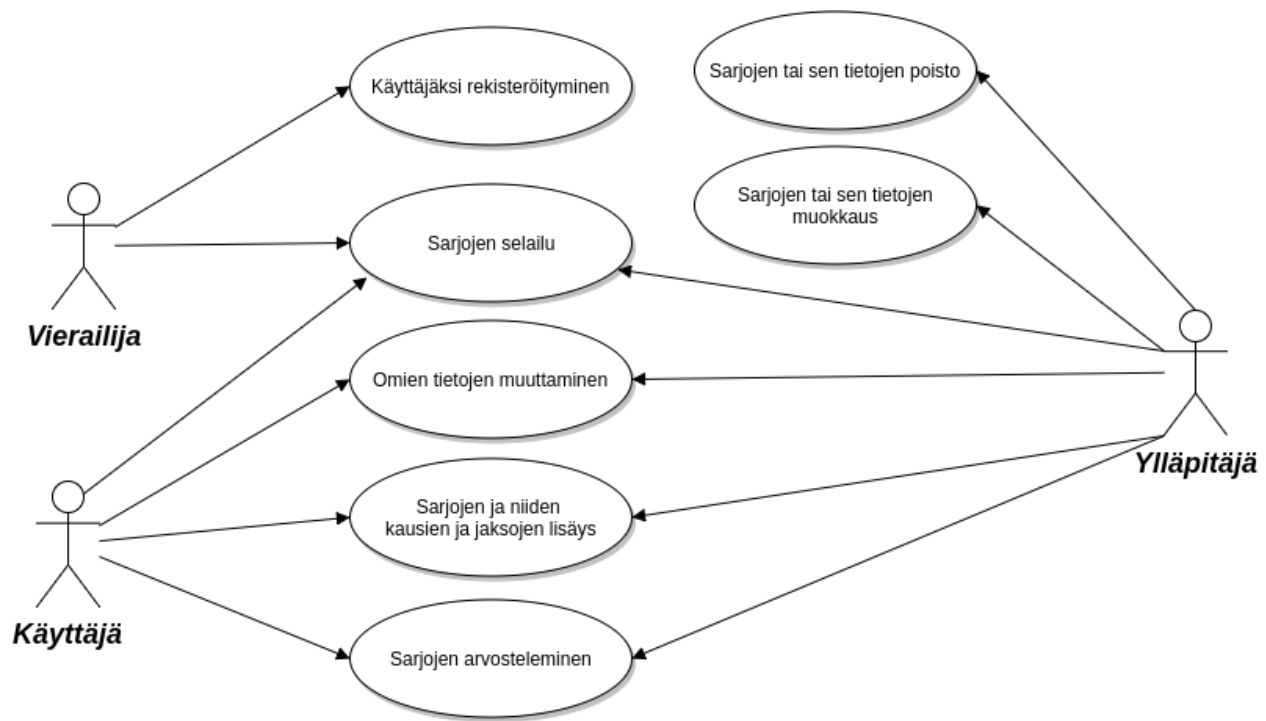 Käyttäjäksi rekisteröityminen
Sarjojen tai sen tietojen poisto
Sarjojen tai sen tietojen
muokkaus
Sarjojen selailu
Vierailija
Omien tietojen muuttaminen
Ylläpitäjä
Sarjojen ja niiden
kausien ja jaksojen lisäys
Käyttäjä
Sarjojen arvosteleminen